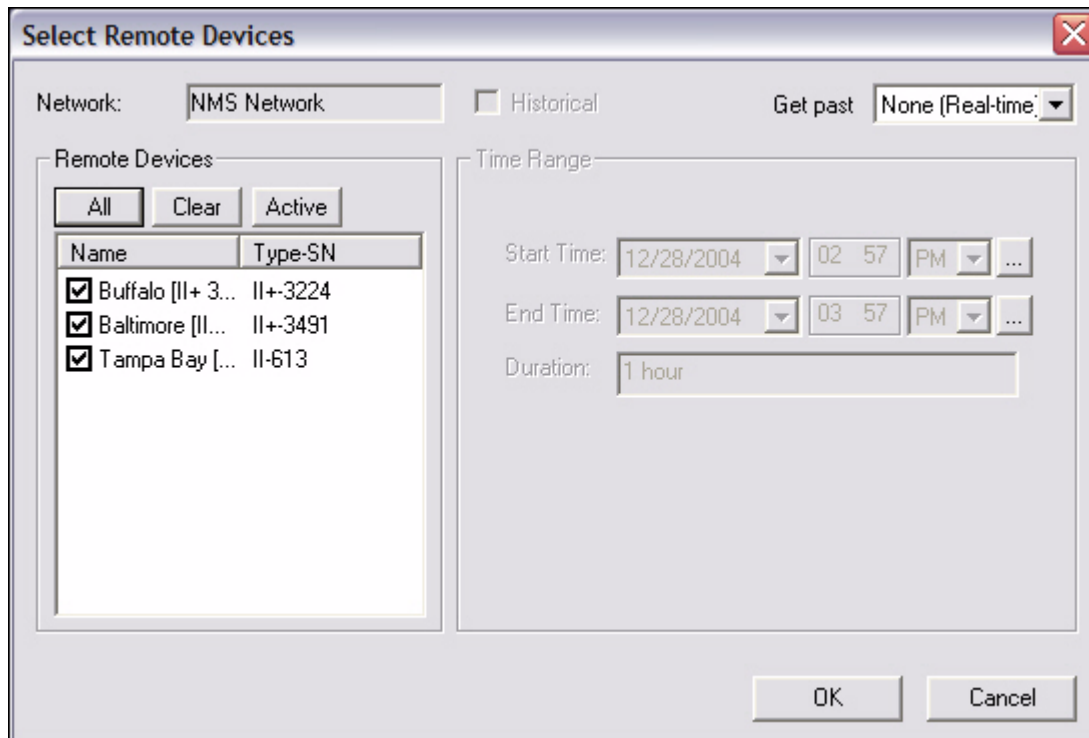 Select Remote Devices
Network: NMS Network Historical Get past None (Real-time)
Remote Devices Time Range
All Clear Active
Name Type-SN
Buffalo [II+ 3... II+-3224
Baltimore [II... II+-3491
Tampa Bay [... II-613
Start Time: 12/28/2004 02 57 PM ...
End Time: 12/28/2004 03 57 PM ...
Duration: 1 hour
OK Cancel